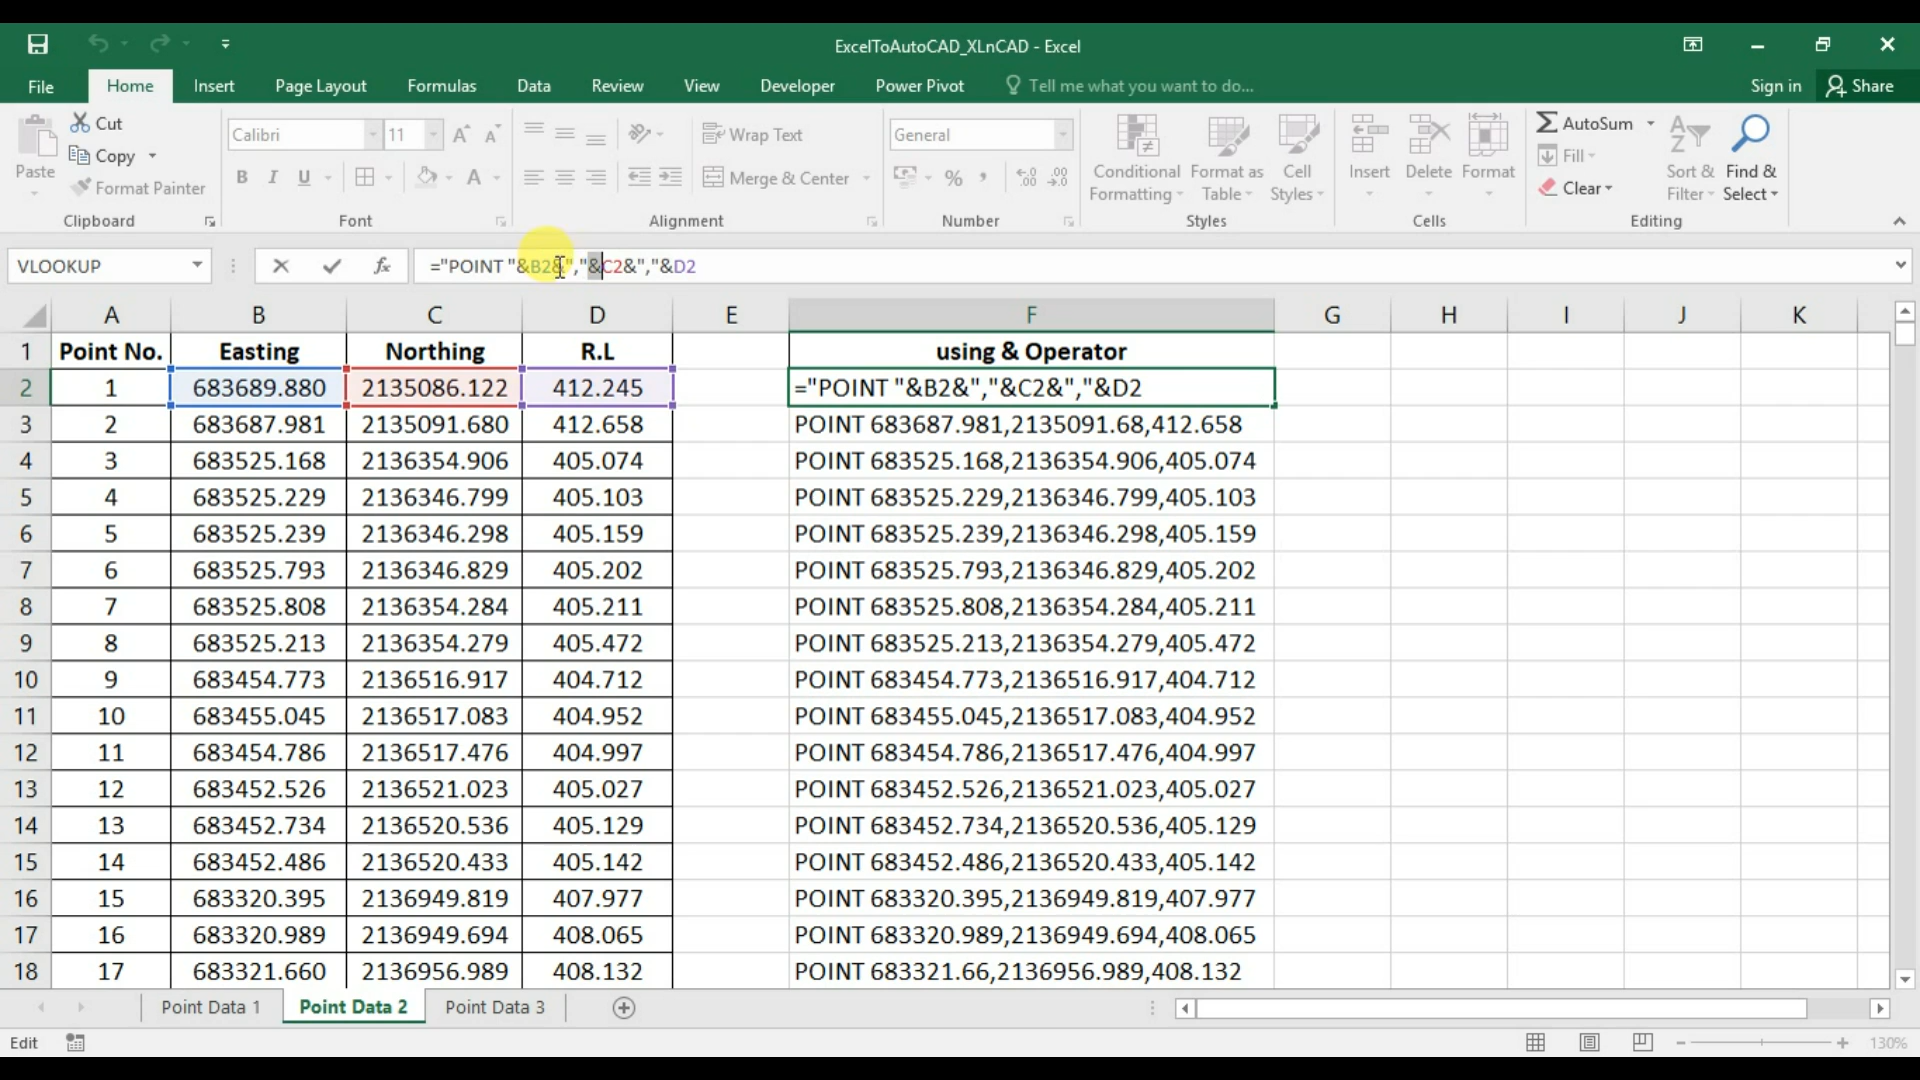 ExcelToAutoCAD_XLnCAD - Excel
File Home Insert Page Layout Formulas Data Review View Developer Power Pivot Tell me what you want to do... Sign in Share
Paste
Cut
Copy
Format Painter
Clipboard
Calibri 11 A A
B I U A
Font
Wrap Text
Merge & Center
Alignment
General
% , .0 .00 .00 .0
Number
Conditional Formatting
Format as Table
Cell Styles
Styles
Insert Delete Format
Cells
AutoSum
Fill
Clear
Sort & Filter
Find & Select
Editing
VLOOKUP fx ="POINT "&B2&","&C2&","&D2
A B C D E F G H I J K
1 Point No. Easting Northing R.L using & Operator
2 1 683689.880 2135086.122 412.245 ="POINT "&B2&","&C2&","&D2
3 2 683687.981 2135091.680 412.658 POINT 683687.981,2135091.68,412.658
4 3 683525.168 2136354.906 405.074 POINT 683525.168,2136354.906,405.074
5 4 683525.229 2136346.799 405.103 POINT 683525.229,2136346.799,405.103
6 5 683525.239 2136346.298 405.159 POINT 683525.239,2136346.298,405.159
7 6 683525.793 2136346.829 405.202 POINT 683525.793,2136346.829,405.202
8 7 683525.808 2136354.284 405.211 POINT 683525.808,2136354.284,405.211
9 8 683525.213 2136354.279 405.472 POINT 683525.213,2136354.279,405.472
10 9 683454.773 2136516.917 404.712 POINT 683454.773,2136516.917,404.712
11 10 683455.045 2136517.083 404.952 POINT 683455.045,2136517.083,404.952
12 11 683454.786 2136517.476 404.997 POINT 683454.786,2136517.476,404.997
13 12 683452.526 2136521.023 405.027 POINT 683452.526,2136521.023,405.027
14 13 683452.734 2136520.536 405.129 POINT 683452.734,2136520.536,405.129
15 14 683452.486 2136520.433 405.142 POINT 683452.486,2136520.433,405.142
16 15 683320.395 2136949.819 407.977 POINT 683320.395,2136949.819,407.977
17 16 683320.989 2136949.694 408.065 POINT 683320.989,2136949.694,408.065
18 17 683321.660 2136956.989 408.132 POINT 683321.66,2136956.989,408.132
Point Data 1 Point Data 2 Point Data 3
Edit 130%